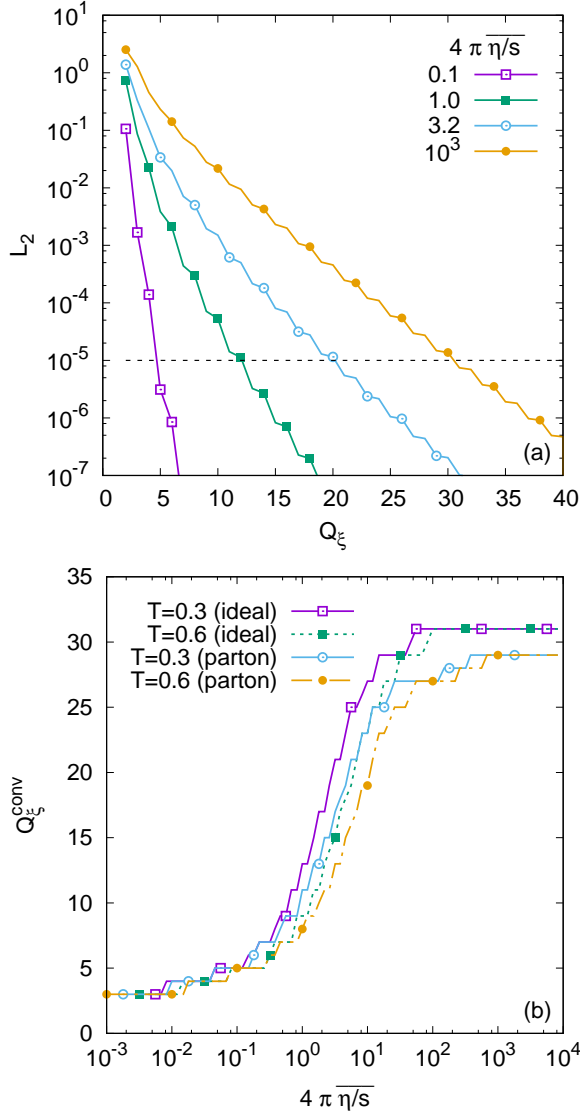 10^1
10^0
10^-1
10^-2
10^-3
10^-4
10^-5
10^-6
10^-7
L_2
4 π η/s
0.1
1.0
3.2
10^3
(a)
0 5 10 15 20 25 30 35 40
Q_ξ
35
30
25
20
15
10
5
0
Q_ξ^conv
T=0.3 (ideal)
T=0.6 (ideal)
T=0.3 (parton)
T=0.6 (parton)
(b)
10^-3 10^-2 10^-1 10^0 10^1 10^2 10^3 10^4
4 π η/s